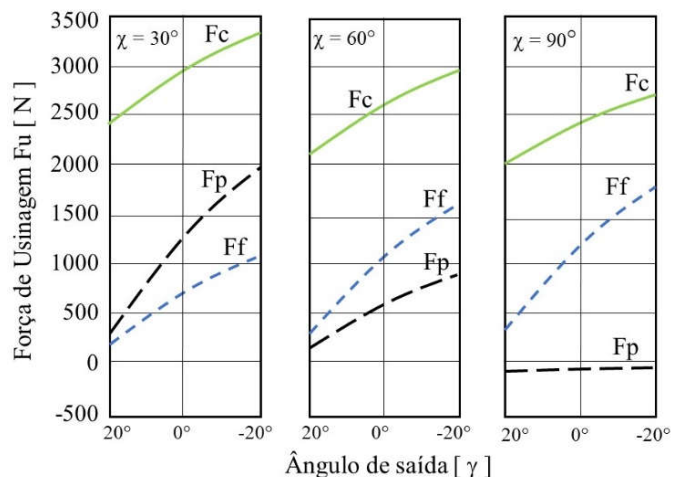 Força de Usinagem Fu [ N ]
3500
3000
2500
2000
1500
1000
500
0
-500
χ = 30°
Fc
Fp
Ff
20°
0°
-20°
χ = 60°
Fc
Ff
Fp
20°
0°
-20°
χ = 90°
Fc
Ff
Fp
20°
0°
-20°
Ângulo de saída [ γ ]